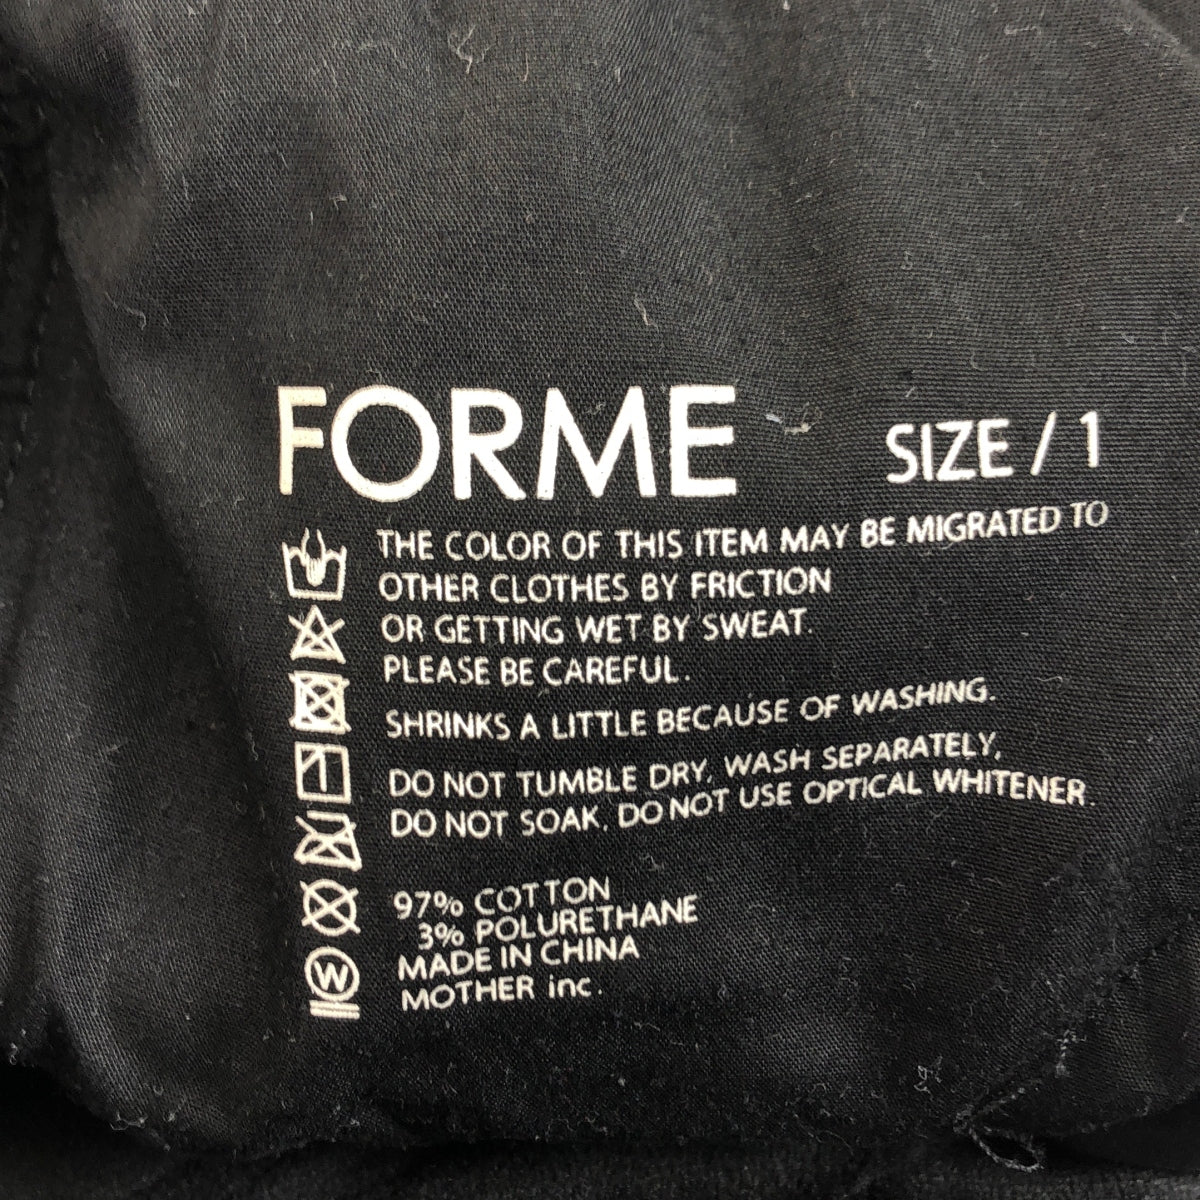 FORME SIZE / 1
THE COLOR OF THIS ITEM MAY BE MIGRATED TO
OTHER CLOTHES BY FRICTION
OR GETTING WET BY SWEAT.
PLEASE BE CAREFUL.
SHRINKS A LITTLE BECAUSE OF WASHING.
DO NOT TUMBLE DRY, WASH SEPARATELY,
DO NOT SOAK, DO NOT USE OPTICAL WHITENER.
97% COTTON
3% POLURETHANE
MADE IN CHINA
MOTHER inc.
W